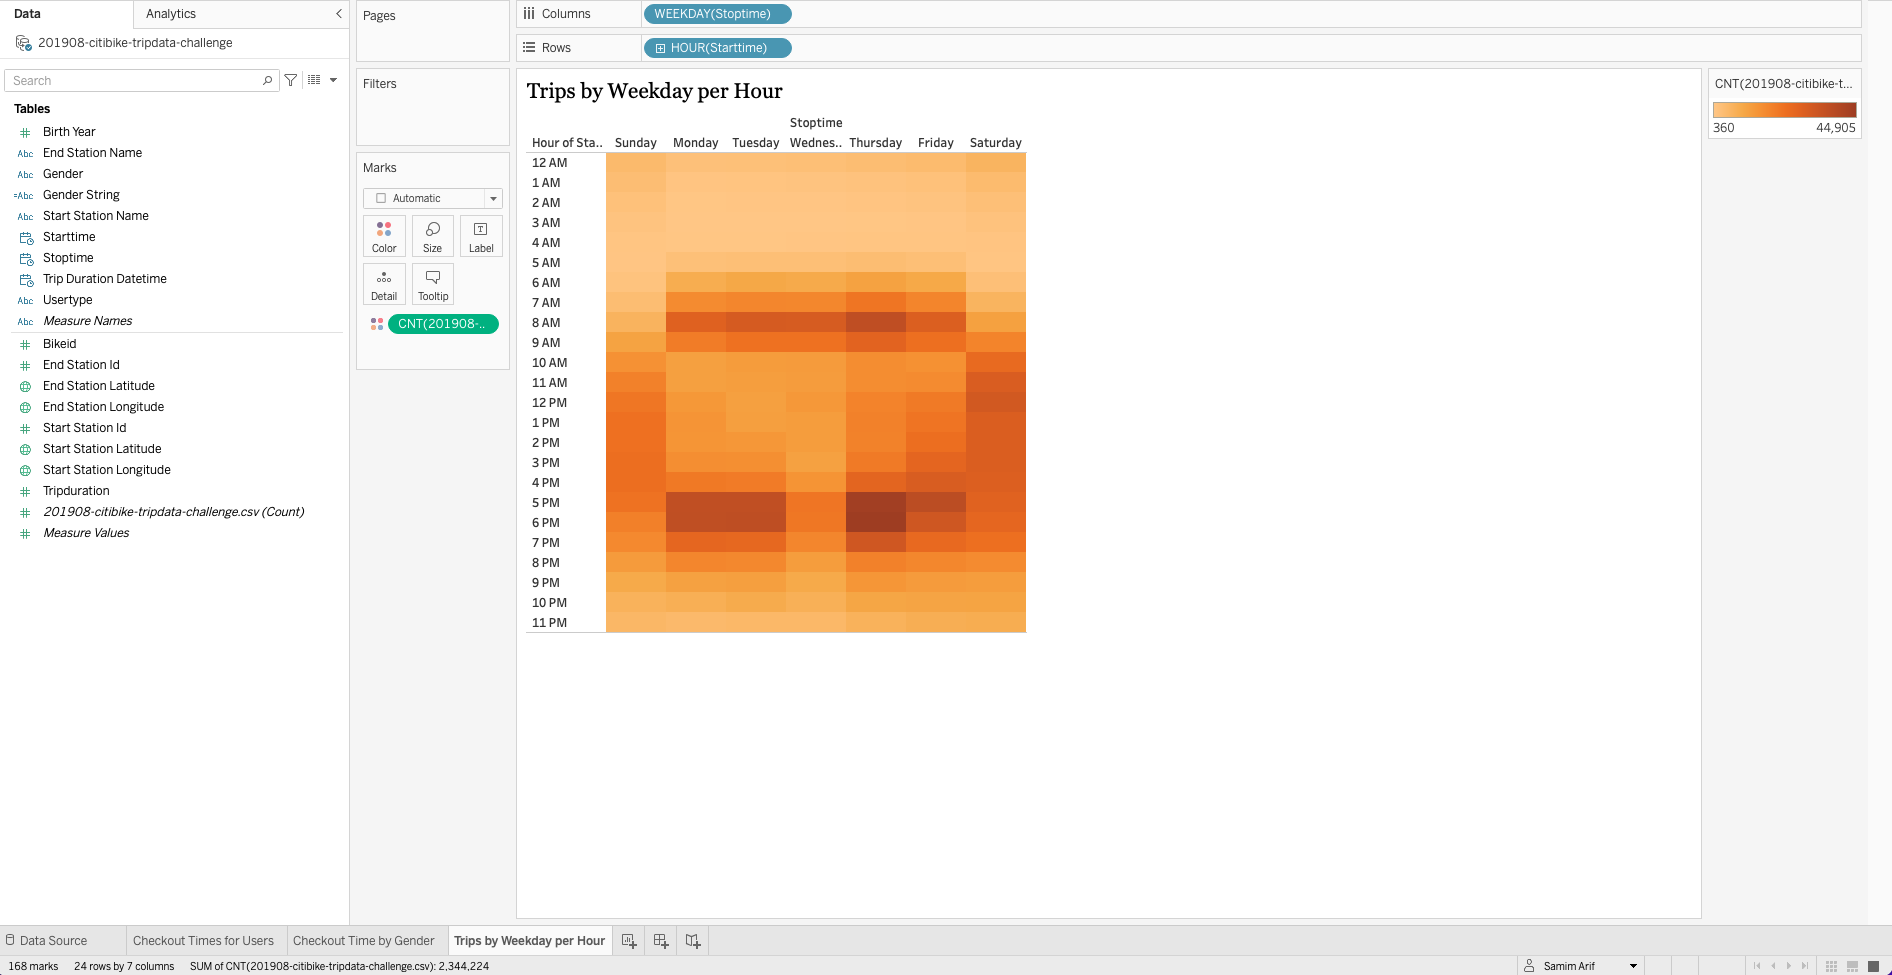 Data
Analytics
201908-citibike-tripdata-challenge
Search
Tables
# Birth Year
Abc End Station Name
Abc Gender
=Abc Gender String
Abc Start Station Name
Starttime
Stoptime
Trip Duration Datetime
Abc Usertype
Abc Measure Names
# Bikeid
# End Station Id
End Station Latitude
End Station Longitude
# Start Station Id
Start Station Latitude
Start Station Longitude
# Tripduration
# 201908-citibike-tripdata-challenge.csv (Count)
# Measure Values
Pages
Filters
Marks
Automatic
Color Size Label
Detail Tooltip
CNT(201908-..
Columns WEEKDAY(Stoptime)
Rows HOUR(Starttime)
Trips by Weekday per Hour
Stoptime
Hour of Sta.. Sunday Monday Tuesday Wednes.. Thursday Friday Saturday
12 AM
1 AM
2 AM
3 AM
4 AM
5 AM
6 AM
7 AM
8 AM
9 AM
10 AM
11 AM
12 PM
1 PM
2 PM
3 PM
4 PM
5 PM
6 PM
7 PM
8 PM
9 PM
10 PM
11 PM
CNT(201908-citibike-t...
360 44,905
Data Source Checkout Times for Users Checkout Time by Gender Trips by Weekday per Hour
168 marks 24 rows by 7 columns SUM of CNT(201908-citibike-tripdata-challenge.csv): 2,344,224 Samim Arif